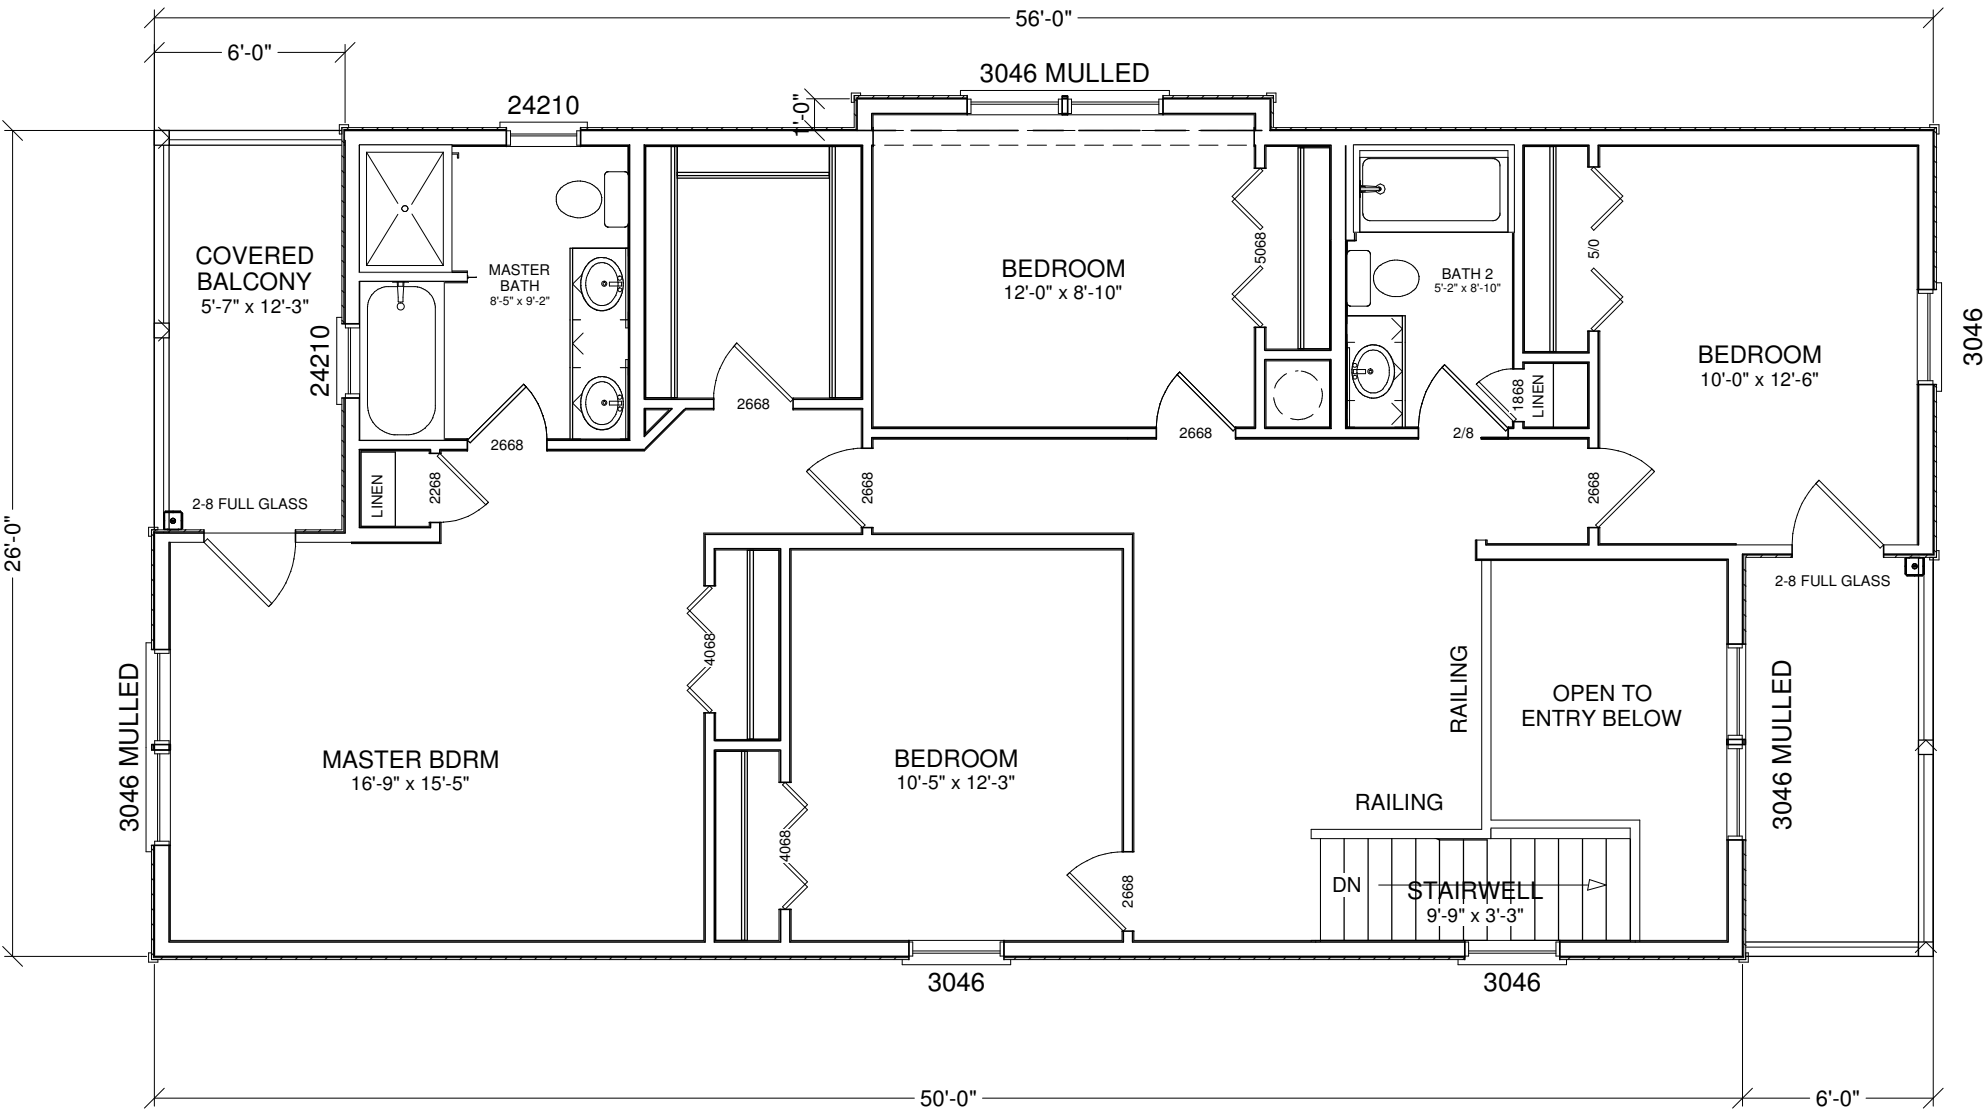 56'-0"
6'-0"
3046 MULLED
24210
1'-0"
COVERED
BALCONY
5'-7" x 12'-3"
MASTER
BATH
8'-5" x 9'-2"
BEDROOM
12'-0" x 8'-10"
5068
BATH 2
5'-2" x 8'-10"
5/0
BEDROOM
10'-0" x 12'-6"
3046
24210
2668
2668
2668
2/8
1868
LINEN
LINEN
2268
2668
2668
2-8 FULL GLASS
26'-0"
2-8 FULL GLASS
4068
RAILING
OPEN TO
ENTRY BELOW
3046 MULLED
3046 MULLED
MASTER BDRM
16'-9" x 15'-5"
BEDROOM
10'-5" x 12'-3"
RAILING
4068
2668
DN
STAIRWELL
9'-9" x 3'-3"
3046
3046
50'-0"
6'-0"